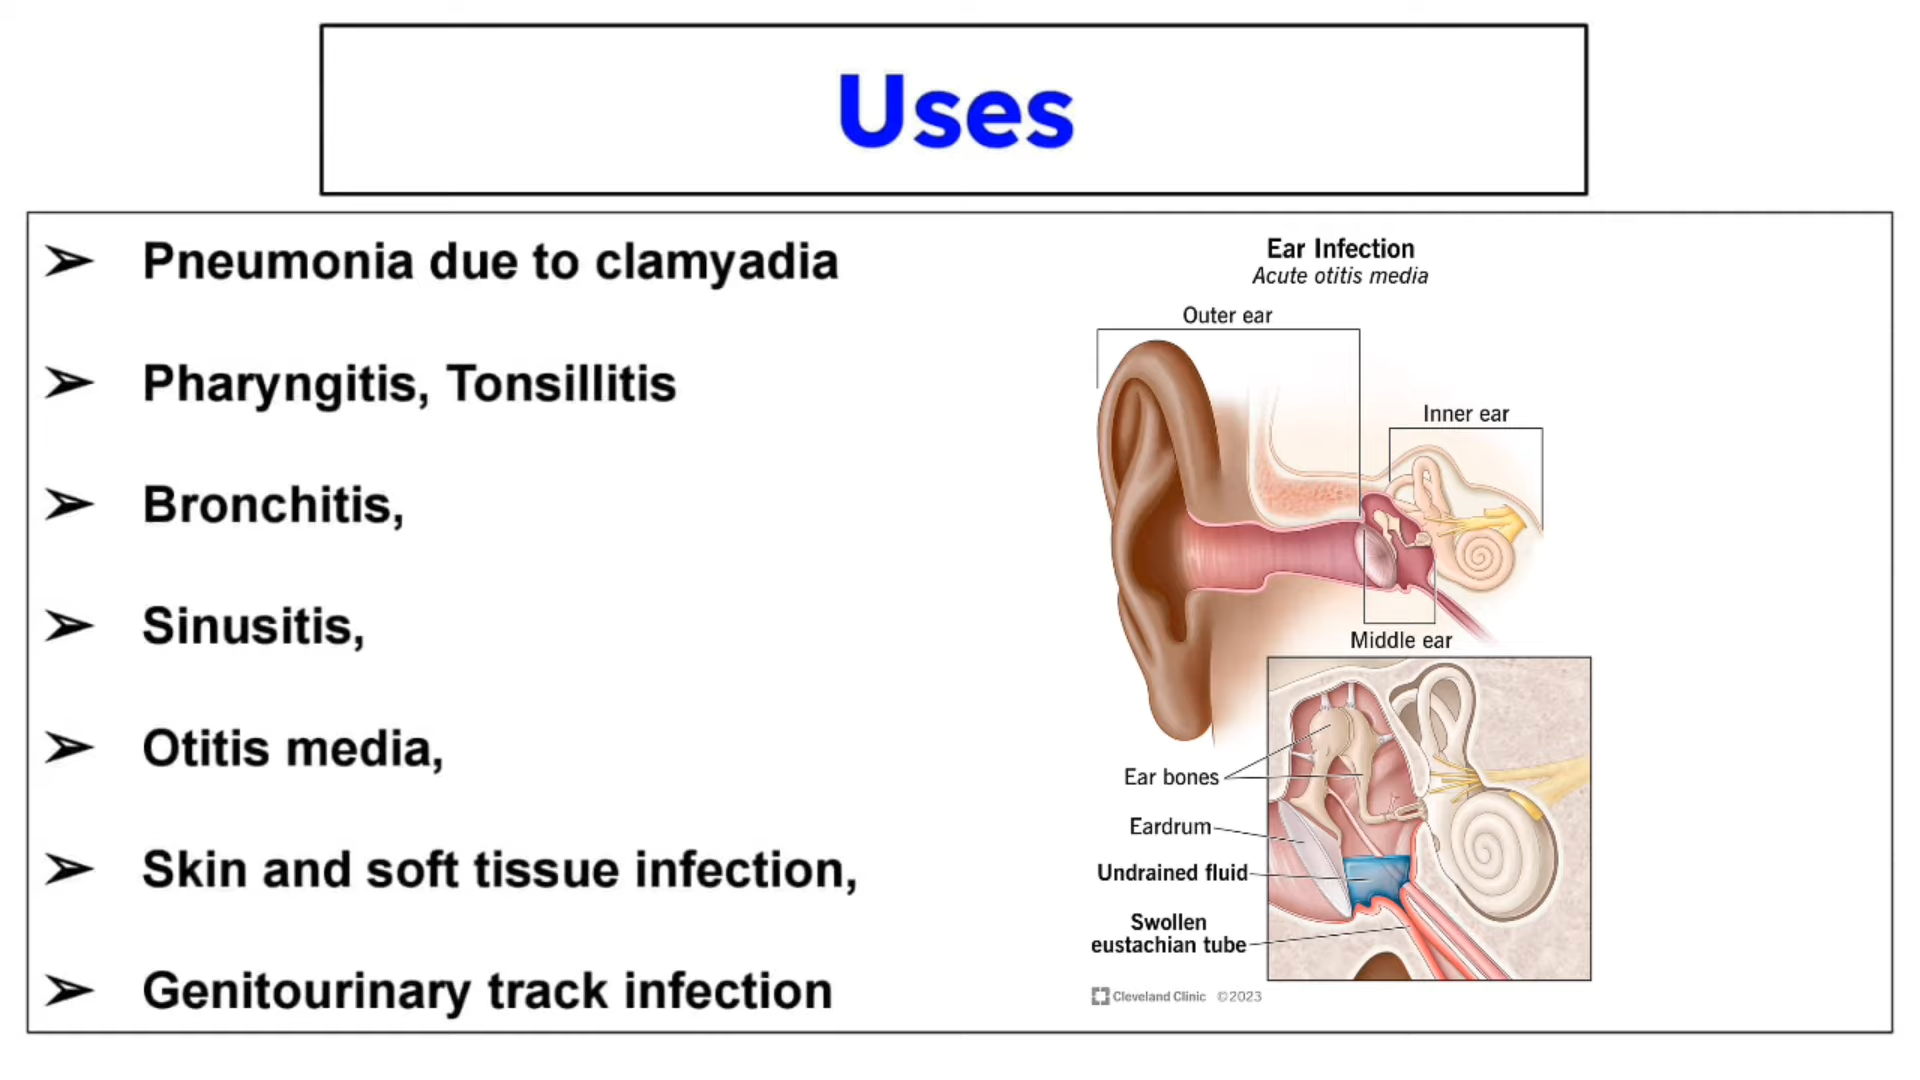 Uses
➢ Pneumonia due to clamyadia
➢ Pharyngitis, Tonsillitis
➢ Bronchitis,
➢ Sinusitis,
➢ Otitis media,
➢ Skin and soft tissue infection,
➢ Genitourinary track infection
Ear Infection
Acute otitis media
Outer ear
Inner ear
Middle ear
Ear bones
Eardrum
Undrained fluid
Swollen
eustachian tube
Cleveland Clinic ©2023